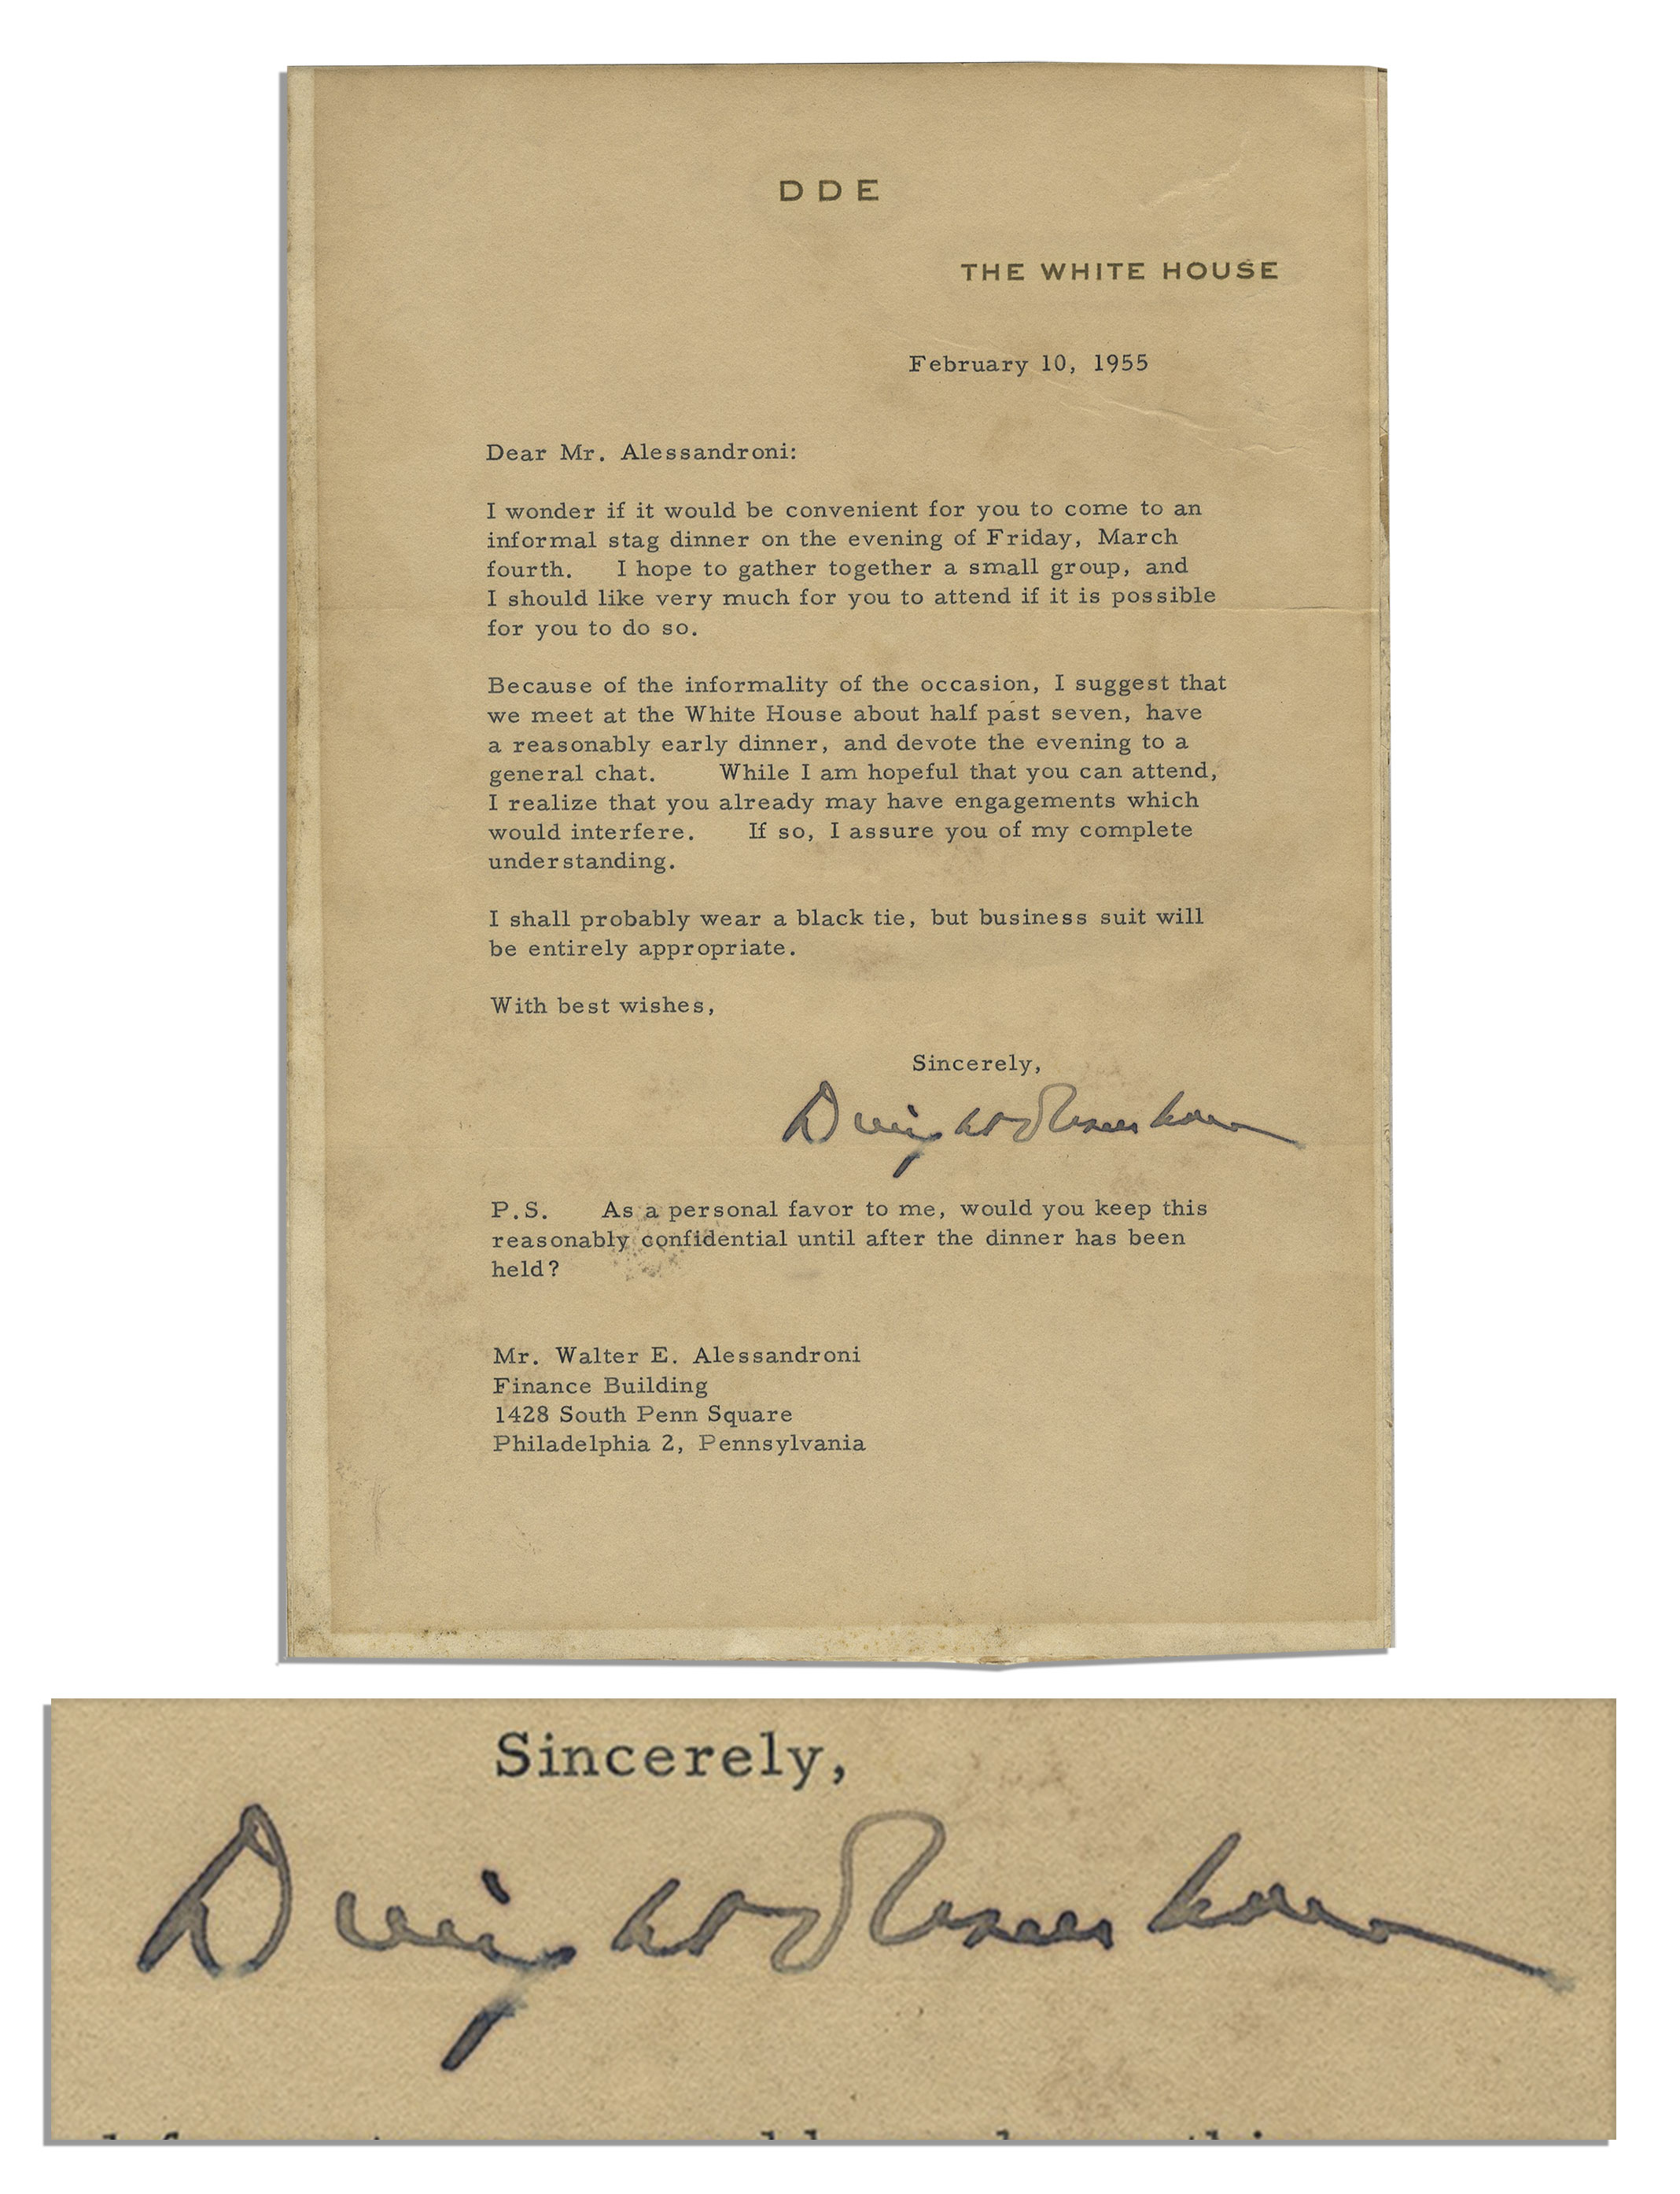 DDE
THE WHITE HOUSE
February 10, 1955
Dear Mr. Alessandroni:
I wonder if it would be convenient for you to come to an
informal stag dinner on the evening of Friday, March
fourth. I hope to gather together a small group, and
I should like very much for you to attend if it is possible
for you to do so.
Because of the informality of the occasion, I suggest that
we meet at the White House about half past seven, have
a reasonably early dinner, and devote the evening to a
general chat. While I am hopeful that you can attend,
I realize that you already may have engagements which
would interfere. If so, I assure you of my complete
understanding.
I shall probably wear a black tie, but business suit will
be entirely appropriate.
With best wishes,
Sincerely,
Dwight D Eisenhower
P.S. As a personal favor to me, would you keep this
reasonably confidential until after the dinner has been
held?
Mr. Walter E. Alessandroni
Finance Building
1428 South Penn Square
Philadelphia 2, Pennsylvania
Sincerely,
Dwight D Eisenhower